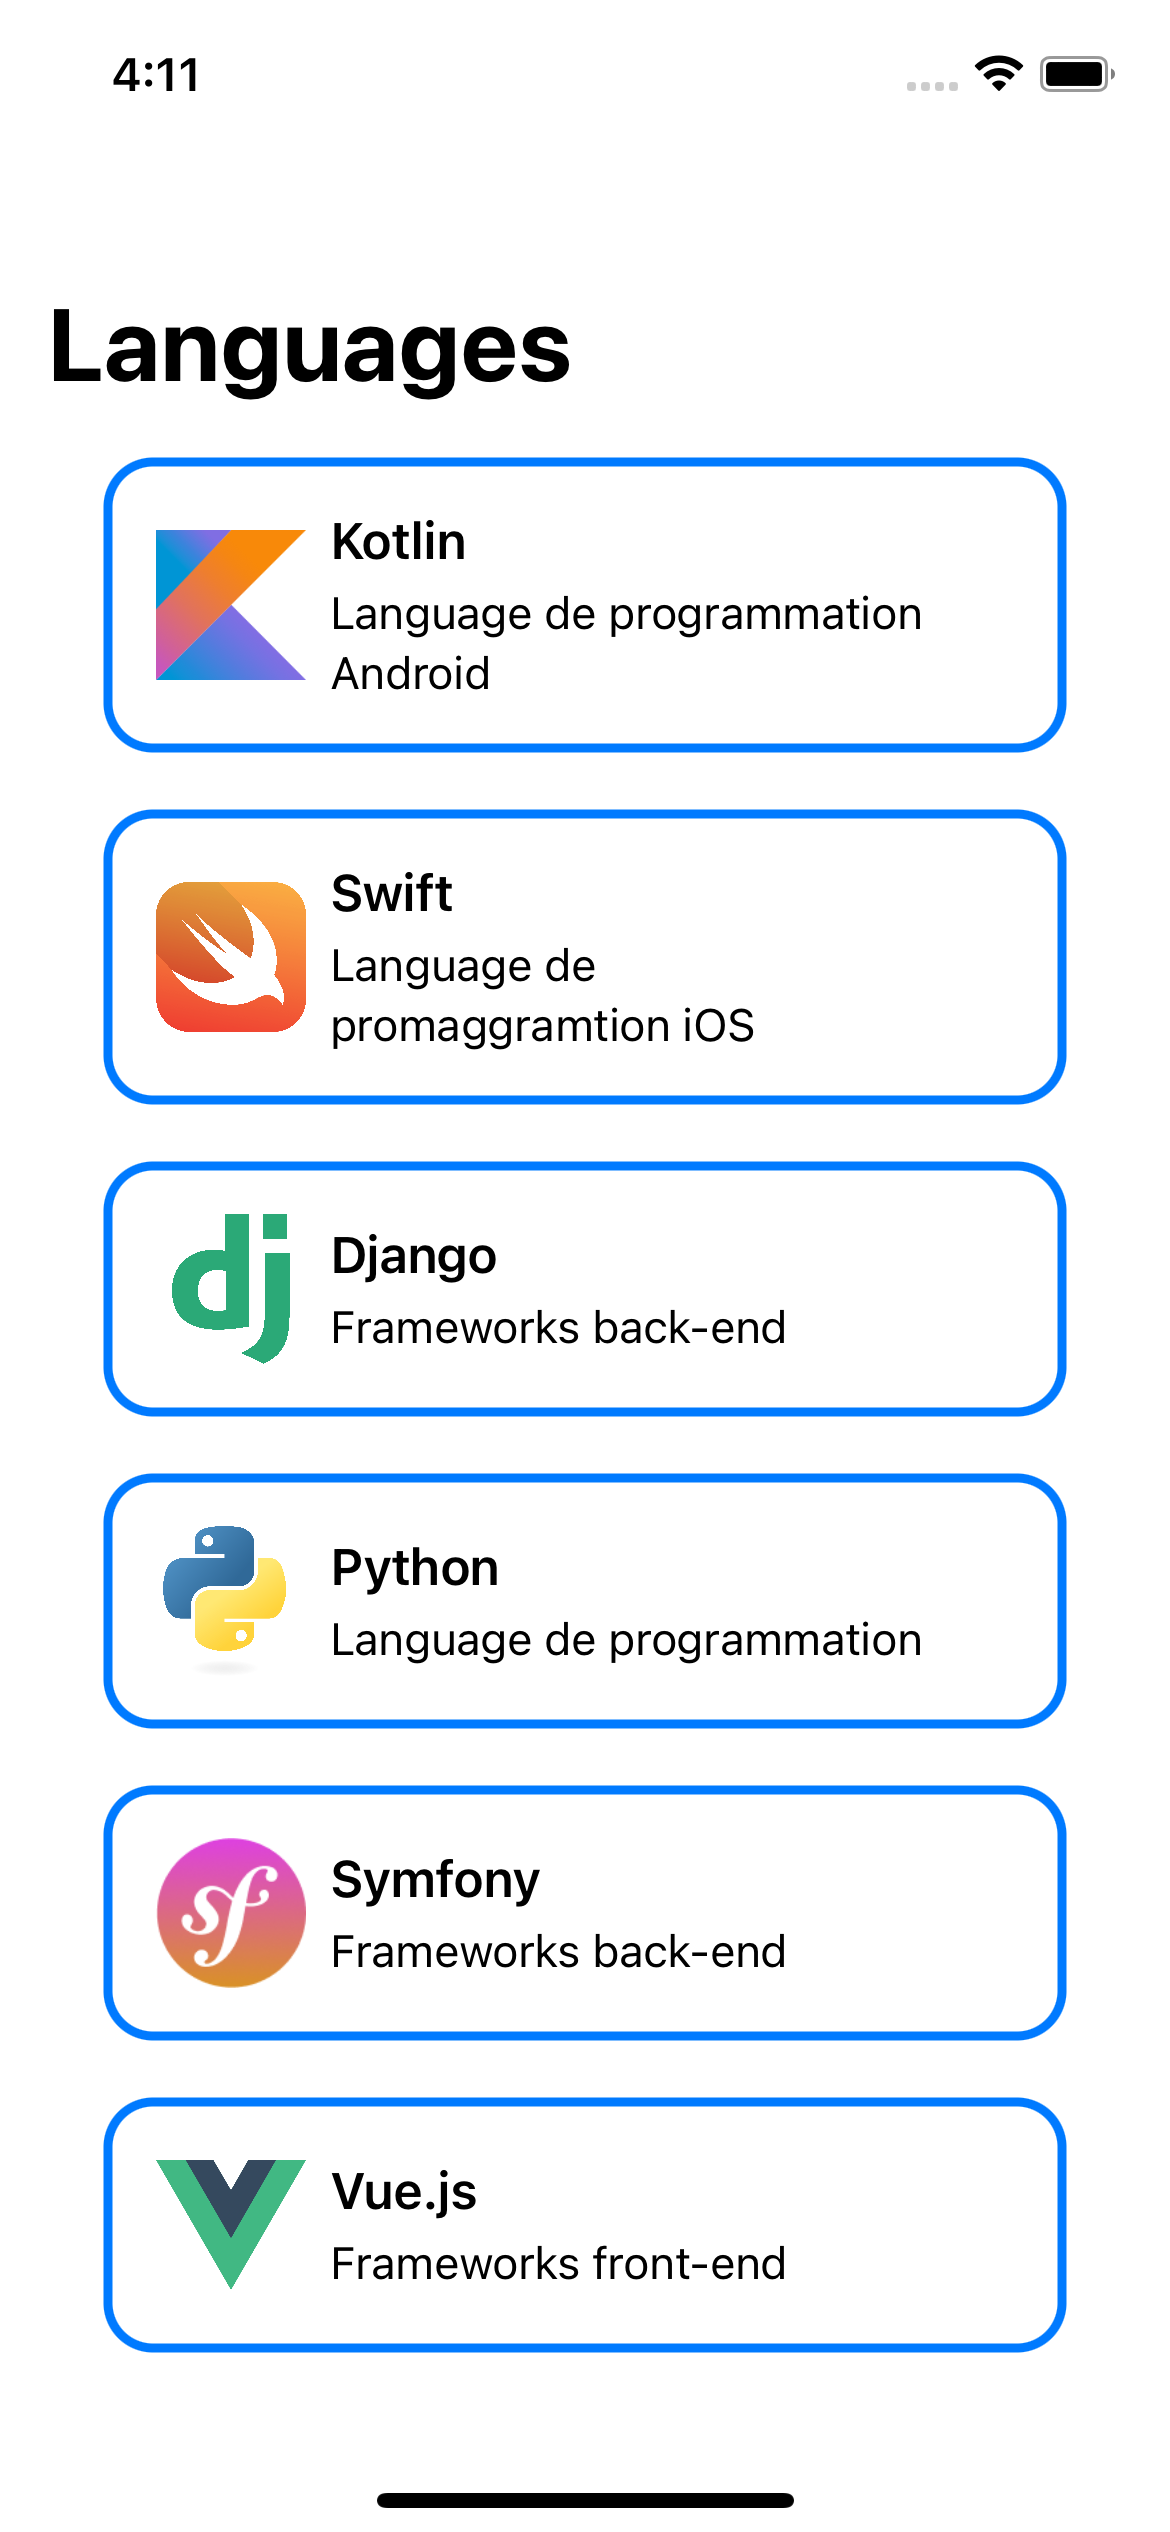 4:11
Languages
Kotlin
Language de programmation
Android
Swift
Language de
promaggramtion iOS
dj
Django
Frameworks back-end
Python
Language de programmation
sf
Symfony
Frameworks back-end
Vue.js
Frameworks front-end